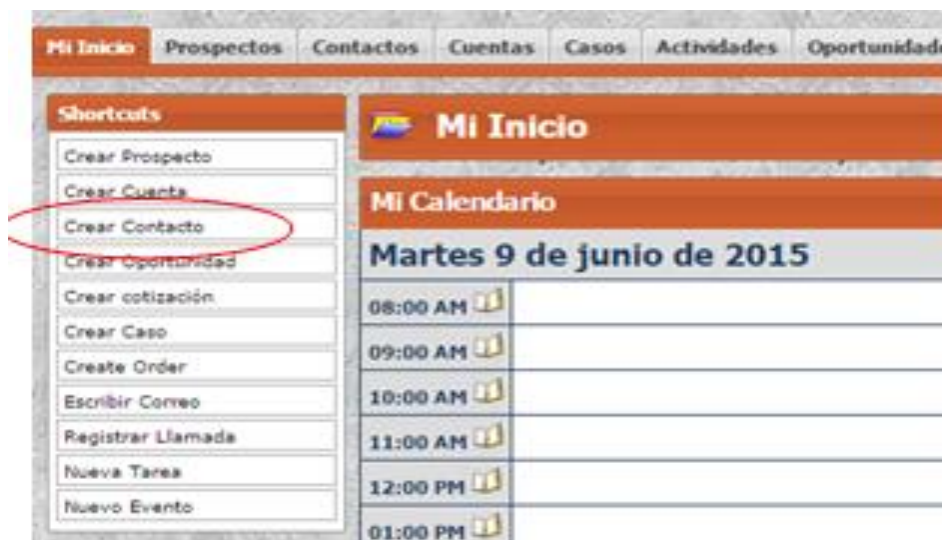 Mi Inicio Prospectos Contactos Cuentas Casos Actividades Oportunidade
Shortcuts
Crear Prospecto
Crear Cuenta
Crear Contacto
Crear Oportunidad
Crear cotización
Crear Caso
Create Order
Escribir Correo
Registrar Llamada
Nueva Tarea
Nuevo Evento
Mi Inicio
Mi Calendario
Martes 9 de junio de 2015
08:00 AM
09:00 AM
10:00 AM
11:00 AM
12:00 PM
01:00 PM